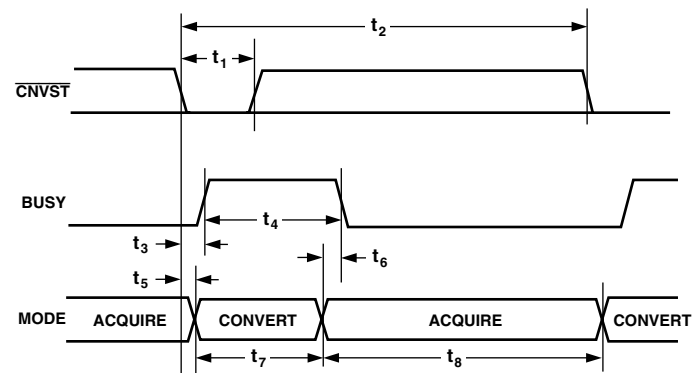 t2
t1
CNVST
BUSY
t4
t3
t6
t5
MODE ACQUIRE CONVERT ACQUIRE CONVERT
t7 t8